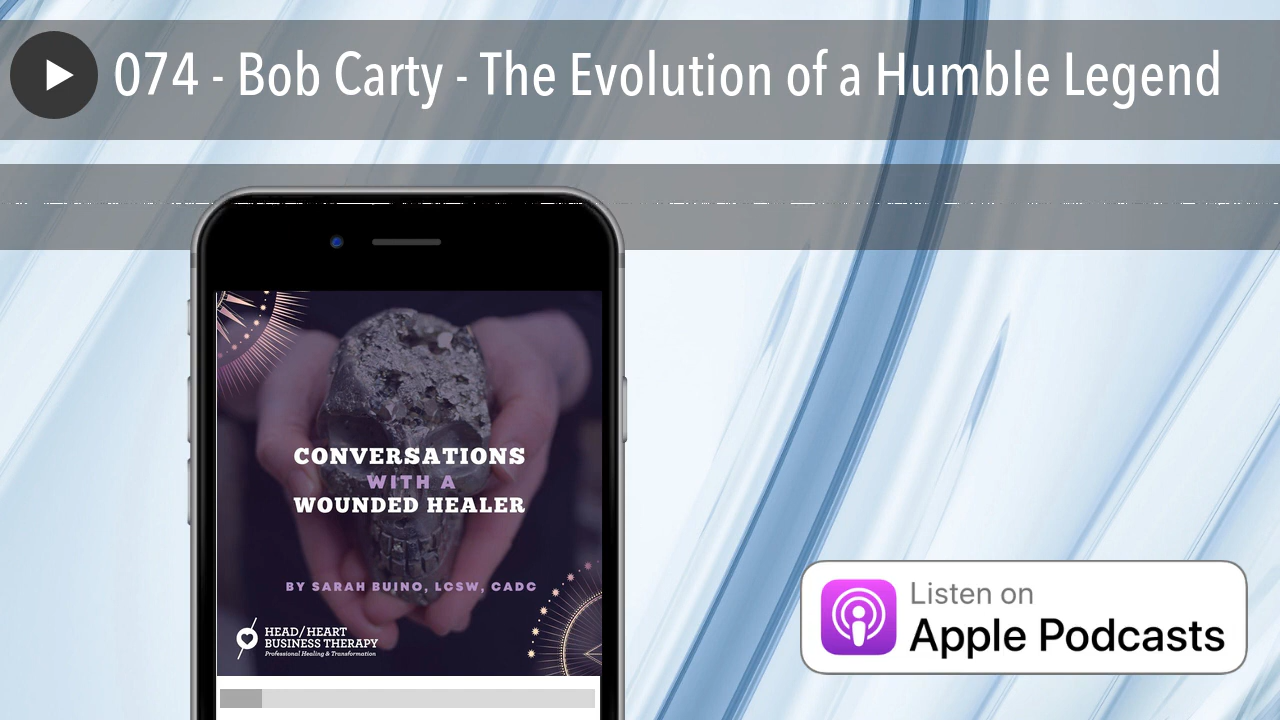 074 - Bob Carty - The Evolution of a Humble Legend
CONVERSATIONS
WITH A
WOUNDED HEALER
BY SARAH BUINO, LCSW, CADC
HEAD/HEART
BUSINESS THERAPY
Professional Healing & Transformation
Listen on
Apple Podcasts